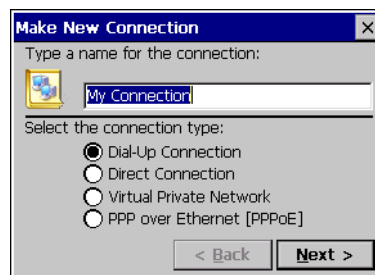 Make New Connection
Type a name for the connection:
My Connection
Select the connection type:
Dial-Up Connection
Direct Connection
Virtual Private Network
PPP over Ethernet [PPPoE]
< Back Next >